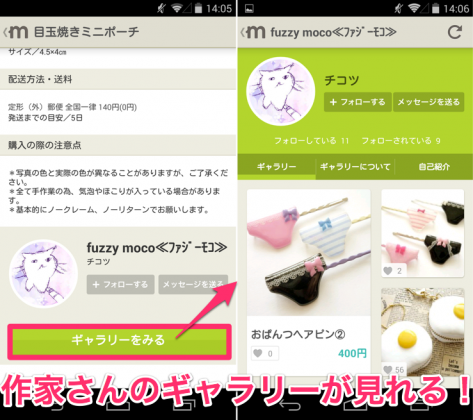 14:05
m 目玉焼きミニポーチ
サイズ／4.5×4㎝
配送方法・送料
定形（外）郵便 全国一律 140円(0円)
発送までの目安／5日
購入の際の注意点
＊写真の色と実際の色が異なることがありますが、ご了承ください。
＊全て手作業の為、気泡やほこりが入っている場合があります。
＊基本的にノークレーム、ノーリターンでお願いします。
fuzzy moco≪ﾌｧｼﾞｰﾓｺ≫
チコツ
＋ フォローする
メッセージを送る
ギャラリーをみる
14:06
m fuzzy moco≪ﾌｧｼﾞｰﾓｺ≫
チコツ
＋ フォローする
メッセージを送る
フォローしている 11
フォローされている 9
ギャラリー
ギャラリーについて
自己紹介
おぱんつヘアピン②
0
400円
2
56
作家さんのギャラリーが見れる！